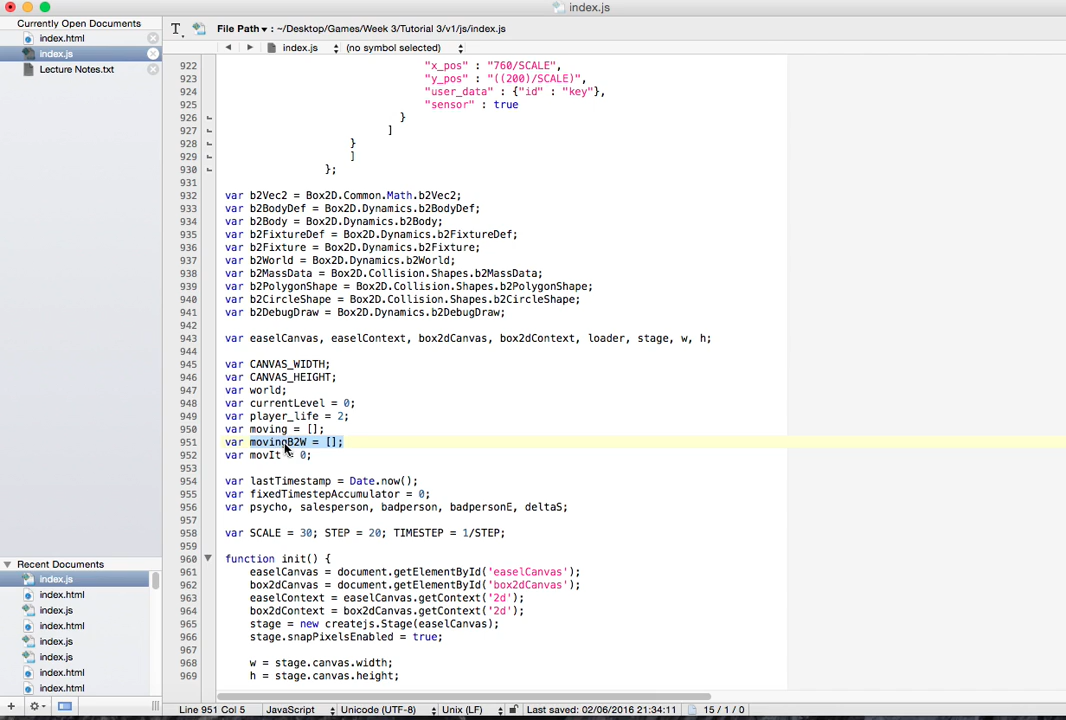 index.js
Currently Open Documents
index.html
index.js
Lecture Notes.txt
File Path ▾ : ~/Desktop/Games/Week 3/Tutorial 3/v1/js/index.js
index.js (no symbol selected)
922 "x_pos" : "760/SCALE",
923 "y_pos" : "((200)/SCALE)",
924 "user_data" : {"id" : "key"},
925 "sensor" : true
926 }
927 ]
928 }
929 ]
930 };
931
932 var b2Vec2 = Box2D.Common.Math.b2Vec2;
933 var b2BodyDef = Box2D.Dynamics.b2BodyDef;
934 var b2Body = Box2D.Dynamics.b2Body;
935 var b2FixtureDef = Box2D.Dynamics.b2FixtureDef;
936 var b2Fixture = Box2D.Dynamics.b2Fixture;
937 var b2World = Box2D.Dynamics.b2World;
938 var b2MassData = Box2D.Collision.Shapes.b2MassData;
939 var b2PolygonShape = Box2D.Collision.Shapes.b2PolygonShape;
940 var b2CircleShape = Box2D.Collision.Shapes.b2CircleShape;
941 var b2DebugDraw = Box2D.Dynamics.b2DebugDraw;
942
943 var easelCanvas, easelContext, box2dCanvas, box2dContext, loader, stage, w, h;
944
945 var CANVAS_WIDTH;
946 var CANVAS_HEIGHT;
947 var world;
948 var currentLevel = 0;
949 var player_life = 2;
950 var moving = [];
951 var movingB2W = [];
952 var movIt = 0;
953
954 var lastTimestamp = Date.now();
955 var fixedTimestepAccumulator = 0;
956 var psycho, salesperson, badperson, badpersonE, deltaS;
957
958 var SCALE = 30; STEP = 20; TIMESTEP = 1/STEP;
959
960 function init() {
961 easelCanvas = document.getElementById('easelCanvas');
962 box2dCanvas = document.getElementById('box2dCanvas');
963 easelContext = easelCanvas.getContext('2d');
964 box2dContext = box2dCanvas.getContext('2d');
965 stage = new createjs.Stage(easelCanvas);
966 stage.snapPixelsEnabled = true;
967
968 w = stage.canvas.width;
969 h = stage.canvas.height;
Recent Documents
index.js
index.html
index.js
index.html
index.js
index.js
index.html
index.html
Line 951 Col 5 JavaScript Unicode (UTF-8) Unix (LF) Last saved: 02/06/2016 21:34:11 15 / 1 / 0